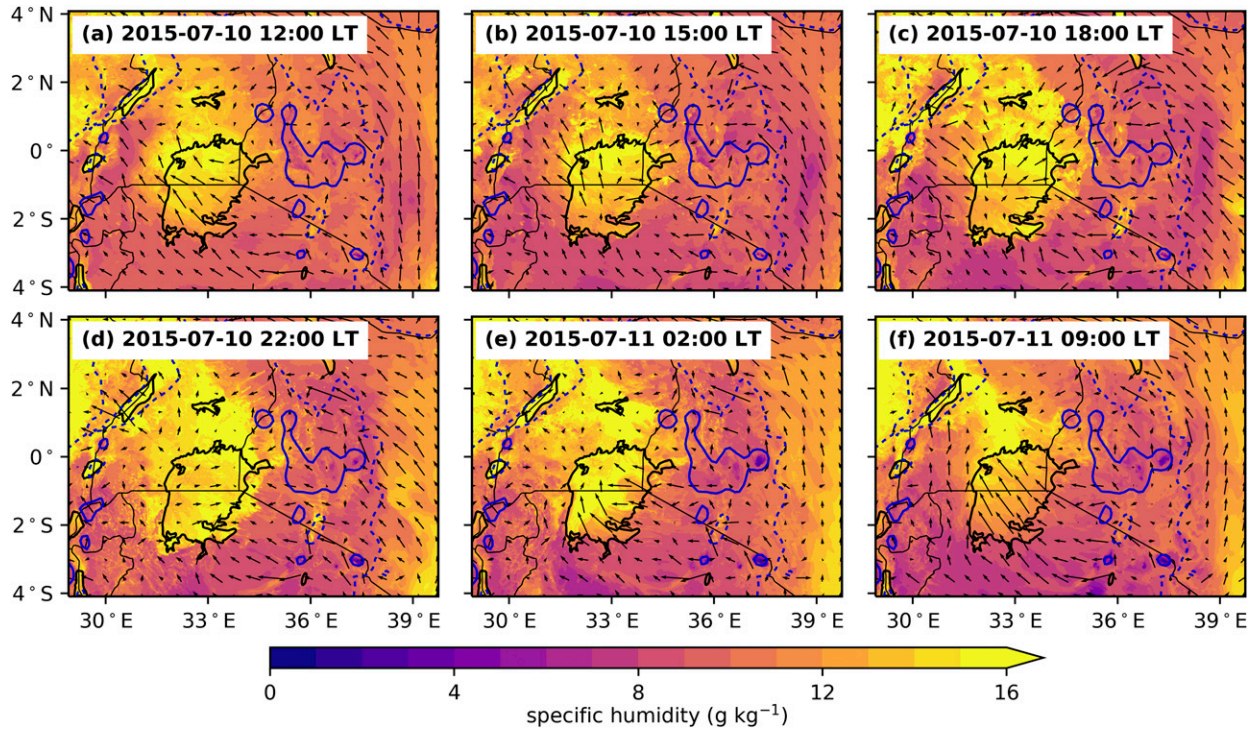 (a) 2015-07-10 12:00 LT
(b) 2015-07-10 15:00 LT
(c) 2015-07-10 18:00 LT
4°N
2°N
0°
2°S
4°S
(d) 2015-07-10 22:00 LT
(e) 2015-07-11 02:00 LT
(f) 2015-07-11 09:00 LT
4°N
2°N
0°
2°S
4°S
30°E 33°E 36°E 39°E
30°E 33°E 36°E 39°E
30°E 33°E 36°E 39°E
0 4 8 12 16
specific humidity (g kg⁻¹)